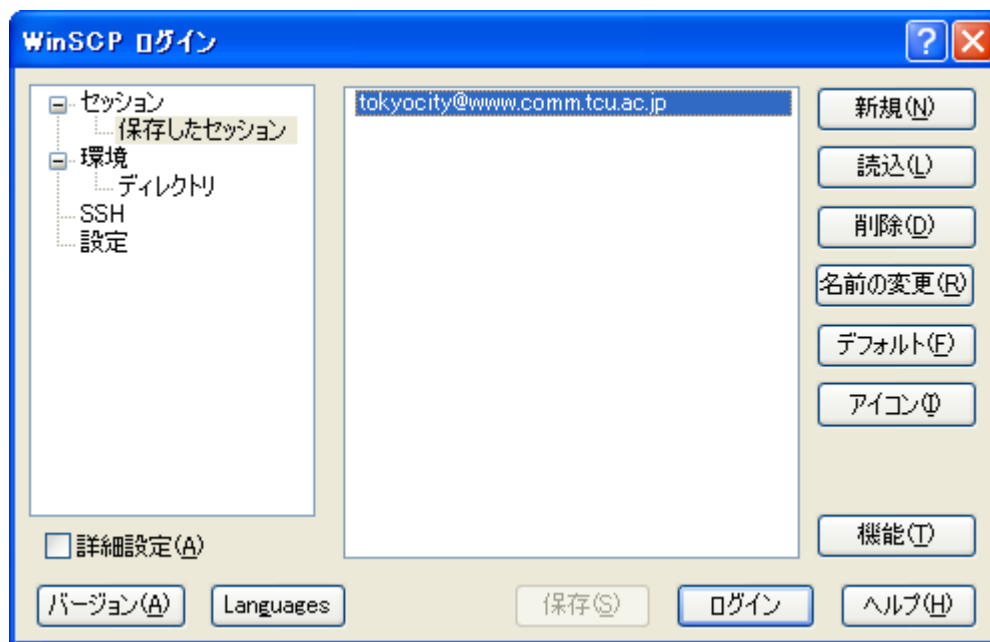 WinSCP ログイン
セッション
保存したセッション
環境
ディレクトリ
SSH
設定
詳細設定(A)
tokyocity@www.comm.tcu.ac.jp
新規(N)
読込(L)
削除(D)
名前の変更(R)
デフォルト(F)
アイコン(I)
機能(T)
バージョン(A)
Languages
保存(S)
ログイン
ヘルプ(H)